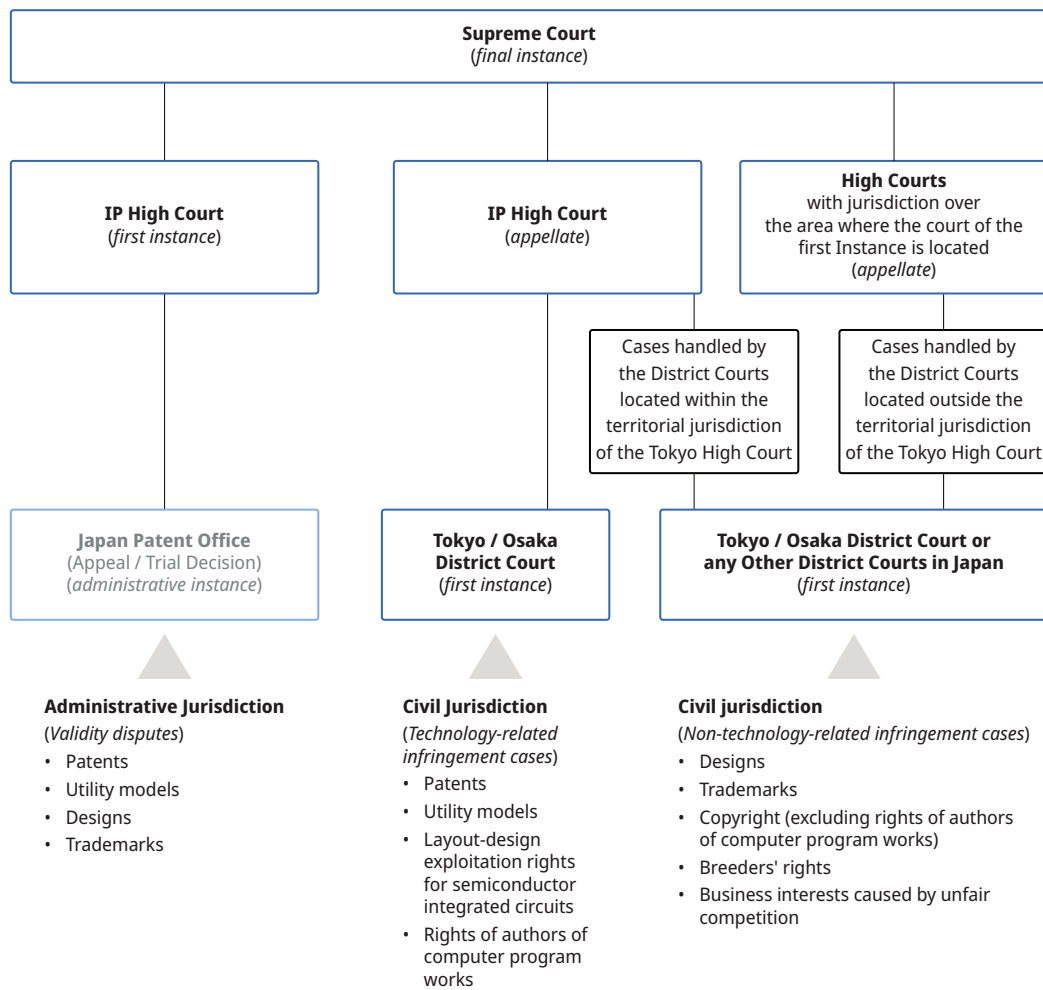 Supreme Court
(final instance)
IP High Court
(first instance)
IP High Court
(appellate)
High Courts
with jurisdiction over
the area where the court of the
first Instance is located
(appellate)
Cases handled by
the District Courts
located within the
territorial jurisdiction
of the Tokyo High Court
Cases handled by
the District Courts
located outside the
territorial jurisdiction
of the Tokyo High Court
Japan Patent Office
(Appeal / Trial Decision)
(administrative instance)
Tokyo / Osaka
District Court
(first instance)
Tokyo / Osaka District Court or
any Other District Courts in Japan
(first instance)
Administrative Jurisdiction
(Validity disputes)
• Patents
• Utility models
• Designs
• Trademarks
Civil Jurisdiction
(Technology-related
infringement cases)
• Patents
• Utility models
• Layout-design
exploitation rights
for semiconductor
integrated circuits
• Rights of authors of
computer program
works
Civil jurisdiction
(Non-technology-related infringement cases)
• Designs
• Trademarks
• Copyright (excluding rights of authors
of computer program works)
• Breeders' rights
• Business interests caused by unfair
competition